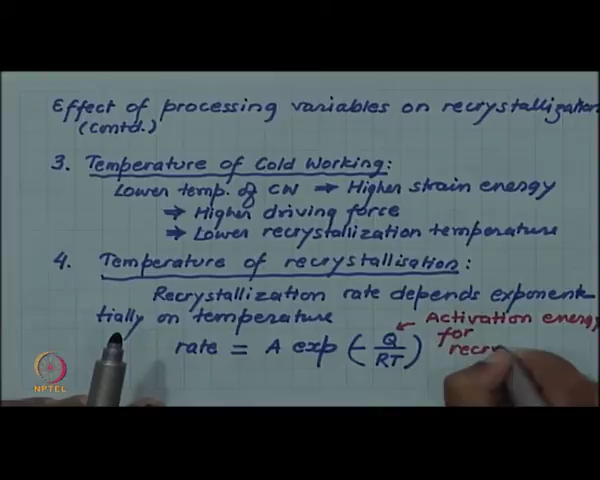 Effect of processing variables on recrystallization
(Contd.)
3. Temperature of Cold Working:
Lower temp. of CW ⇒ Higher strain energy
⇒ Higher driving force
⇒ Lower recrystallization temperature
4. Temperature of recrystallisation:
Recrystallization rate depends exponen-
tially on temperature
rate = A exp (- Q/RT) ← Activation energy
for
recry
NPTEL